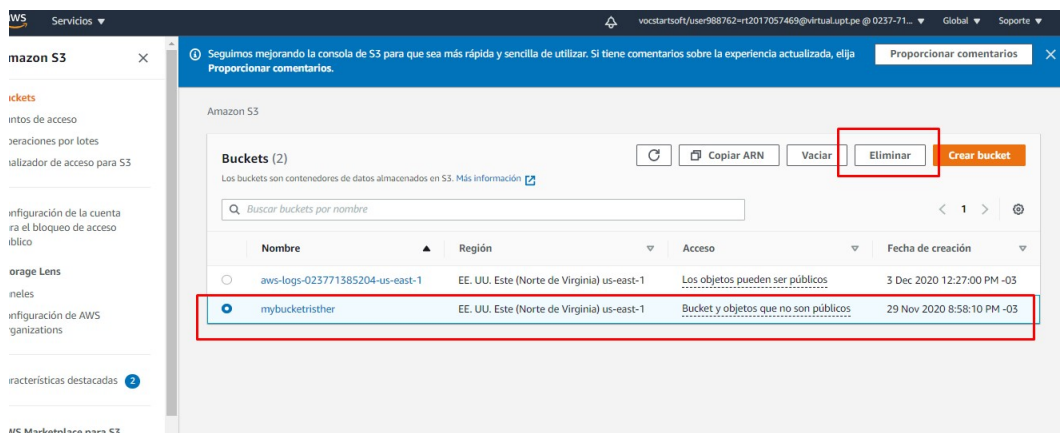 aws Servicios ▼ vocstartsoft/user988762=rt2017057469@virtual.upt.pe @ 0237-71... ▼ Global ▼ Soporte ▼
mazon S3 ×
Seguimos mejorando la consola de S3 para que sea más rápida y sencilla de utilizar. Si tiene comentarios sobre la experiencia actualizada, elija
Proporcionar comentarios.
Proporcionar comentarios ×
uckets
untos de acceso
peraciones por lotes
nalizador de acceso para S3
onfiguración de la cuenta
ara el bloqueo de acceso
úblico
orage Lens
aneles
onfiguración de AWS
rganizations
aracterísticas destacadas 2
WS Marketplace para S3
Amazon S3
Buckets (2)
Copiar ARN Vaciar Eliminar Crear bucket
Los buckets son contenedores de datos almacenados en S3. Más información
Buscar buckets por nombre
< 1 >
Nombre ▲ Región ▽ Acceso ▽ Fecha de creación ▽
aws-logs-023771385204-us-east-1 EE. UU. Este (Norte de Virginia) us-east-1 Los objetos pueden ser públicos 3 Dec 2020 12:27:00 PM -03
mybucketristher EE. UU. Este (Norte de Virginia) us-east-1 Bucket y objetos que no son públicos 29 Nov 2020 8:58:10 PM -03